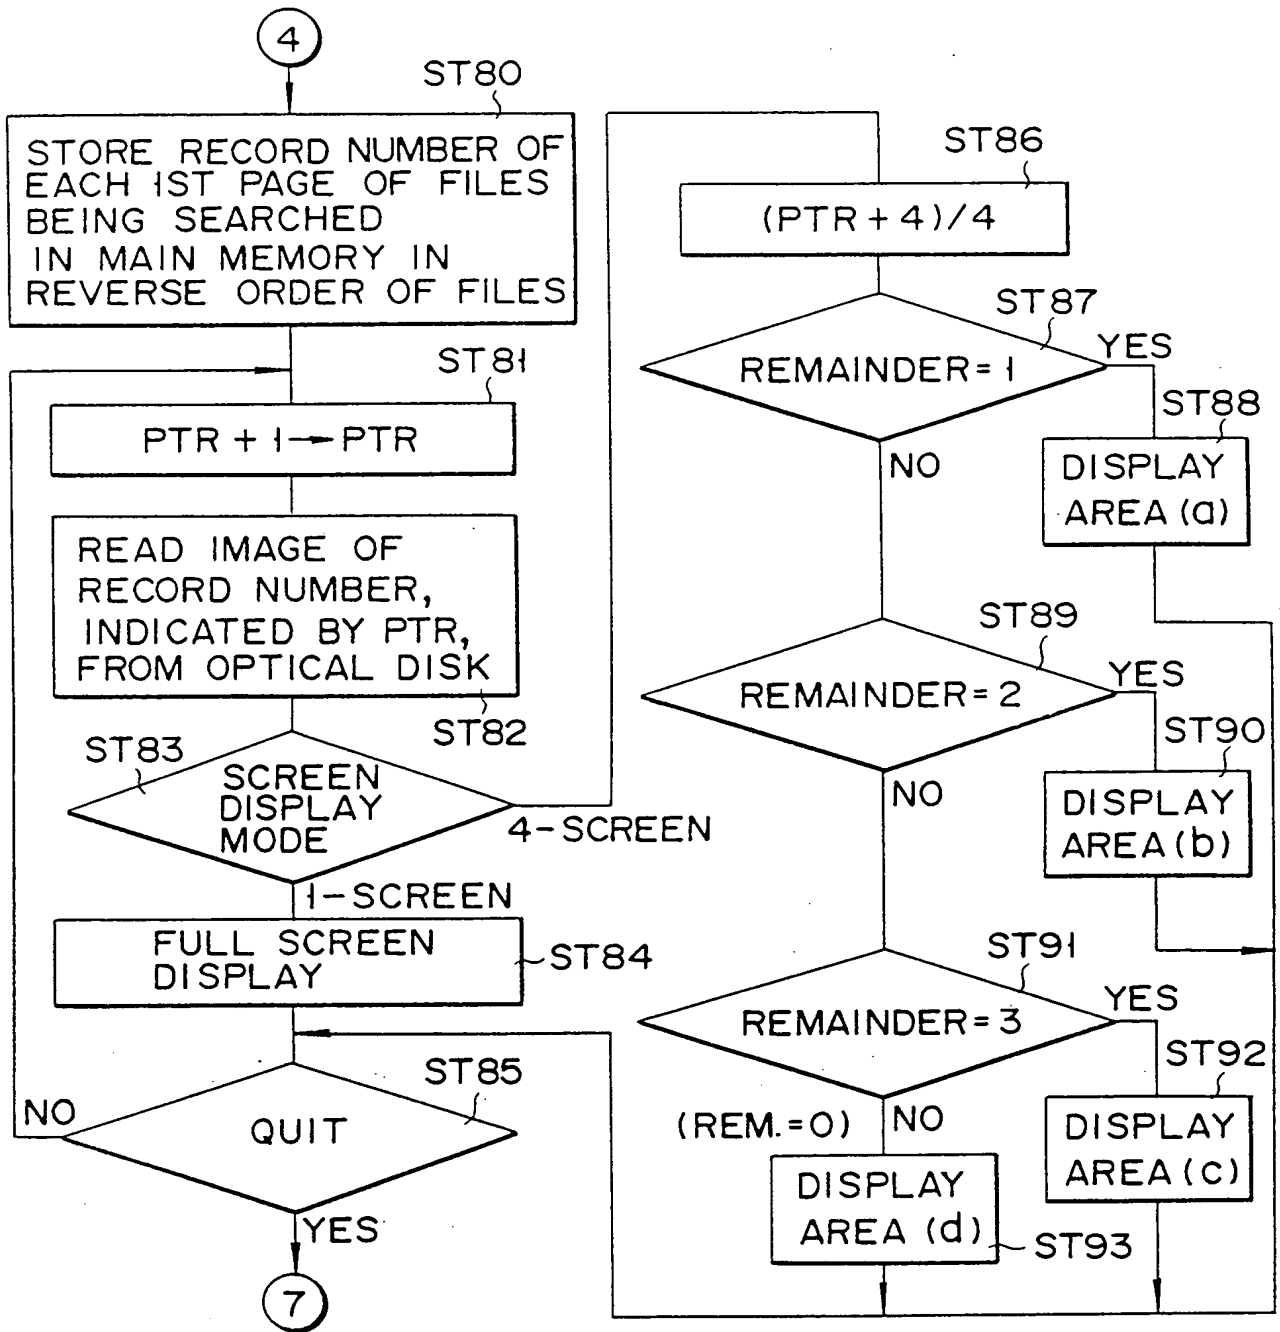 4
ST80
STORE RECORD NUMBER OF
EACH 1ST PAGE OF FILES
BEING SEARCHED
IN MAIN MEMORY IN
REVERSE ORDER OF FILES
ST81
PTR + 1 → PTR
READ IMAGE OF
RECORD NUMBER,
INDICATED BY PTR,
FROM OPTICAL DISK
ST82
ST83
SCREEN
DISPLAY
MODE
4-SCREEN
1-SCREEN
FULL SCREEN
DISPLAY
ST84
ST85
NO
QUIT
YES
7
ST86
(PTR + 4)/4
ST87
REMAINDER = 1
YES
ST88
DISPLAY
AREA (a)
NO
ST89
REMAINDER = 2
YES
ST90
DISPLAY
AREA (b)
NO
ST91
REMAINDER = 3
YES
ST92
DISPLAY
AREA (c)
(REM. = 0)
NO
DISPLAY
AREA (d)
ST93